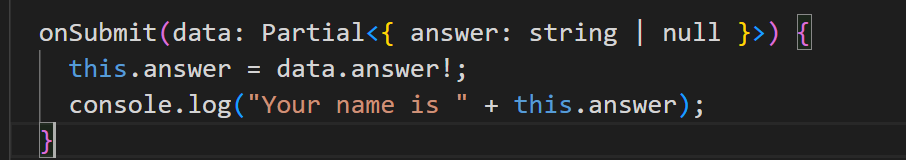 onSubmit(data: Partial<{ answer: string | null }>) {
this.answer = data.answer!;
console.log("Your name is " + this.answer);
}